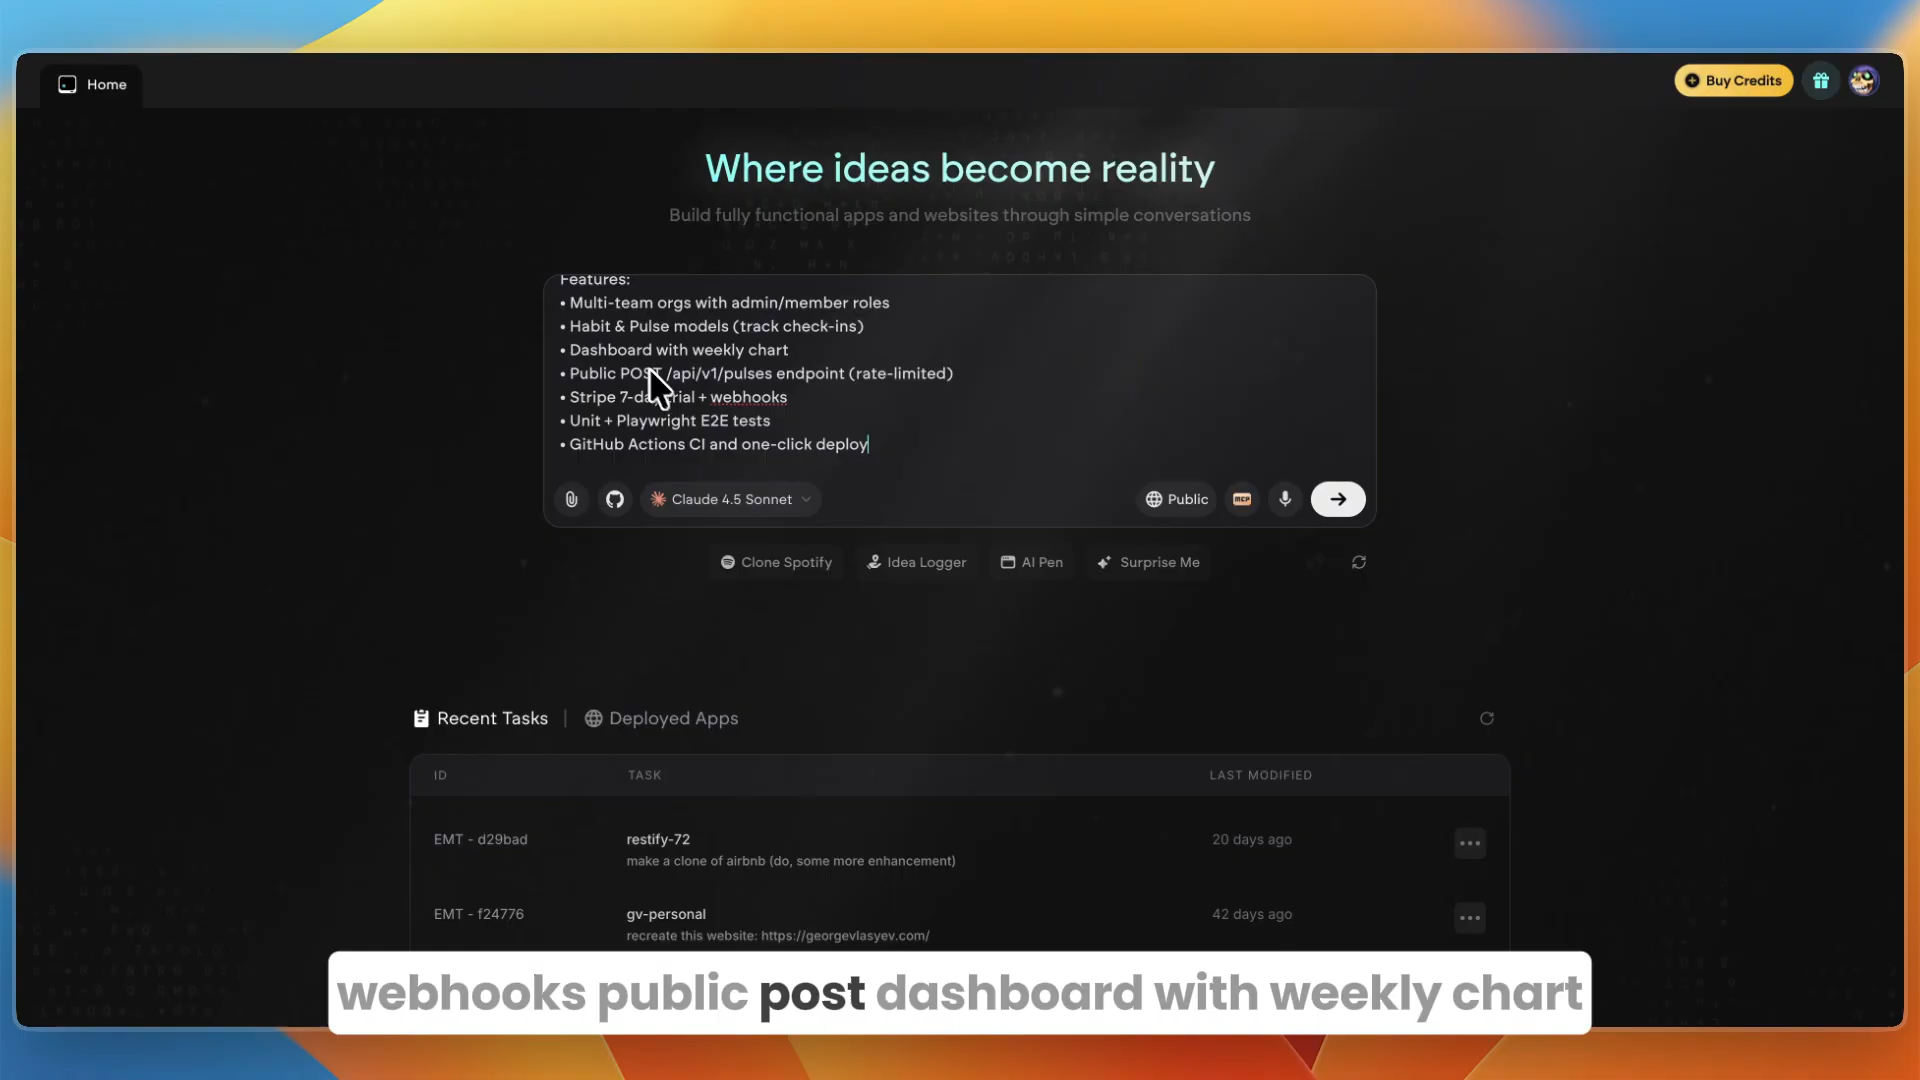 Home
Buy Credits
Where ideas become reality
Build fully functional apps and websites through simple conversations
Features:
• Multi-team orgs with admin/member roles
• Habit & Pulse models (track check-ins)
• Dashboard with weekly chart
• Public POST /api/v1/pulses endpoint (rate-limited)
• Stripe 7-day trial + webhooks
• Unit + Playwright E2E tests
• GitHub Actions CI and one-click deploy
Claude 4.5 Sonnet
Public
MCP
Clone Spotify
Idea Logger
AI Pen
Surprise Me
Recent Tasks | Deployed Apps
ID TASK LAST MODIFIED
EMT - d29bad restify-72 20 days ago
make a clone of airbnb (do, some more enhancement)
EMT - f24776 gv-personal 42 days ago
recreate this website: https://georgevlasyev.com/
webhooks public post dashboard with weekly chart